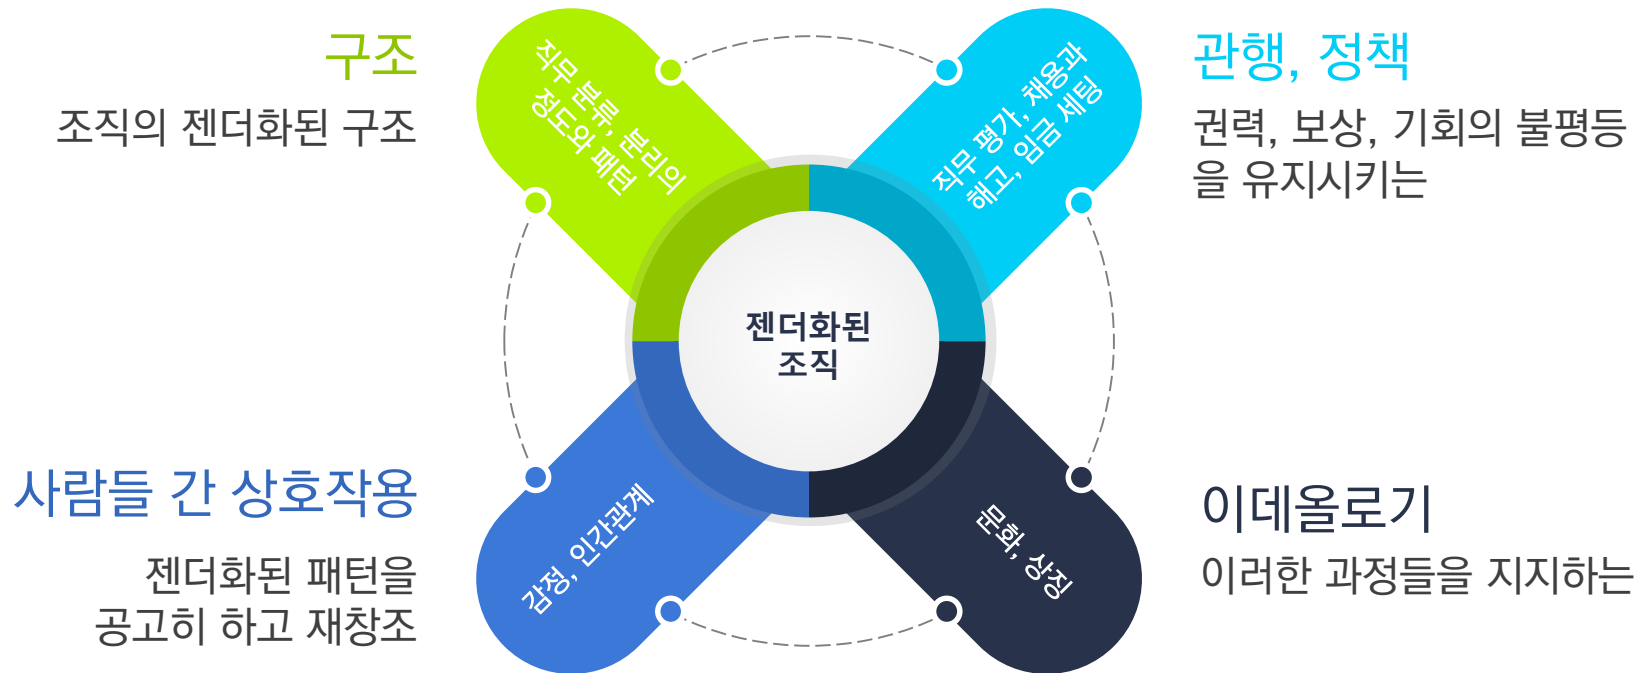 구조
조직의 젠더화된 구조
직무 분류, 분리의
정도와 패턴
직무 평가, 채용과
해고, 임금 세팅
관행, 정책
권력, 보상, 기회의 불평등
을 유지시키는
젠더화된
조직
사람들 간 상호작용
젠더화된 패턴을
공고히 하고 재창조
감정, 인간관계
문화, 상징
이데올로기
이러한 과정들을 지지하는